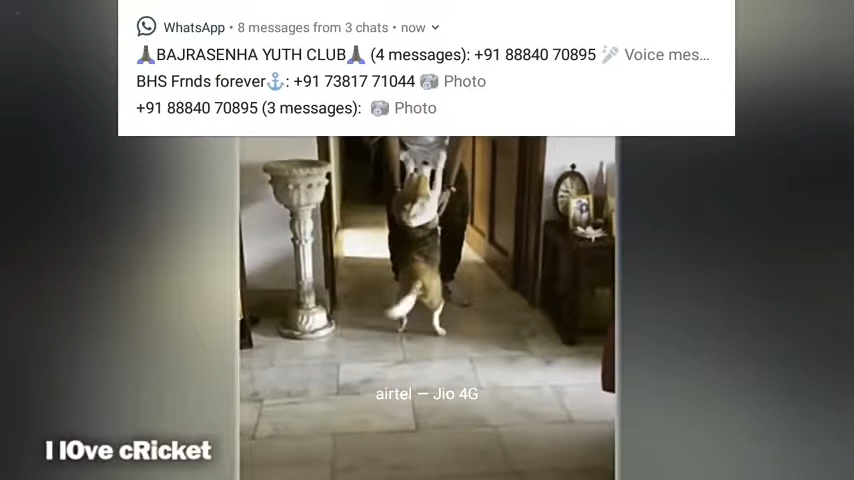 WhatsApp • 8 messages from 3 chats • now
🙏BAJRASENHA YUTH CLUB🙏 (4 messages): +91 88840 70895 🎤 Voice mes...
BHS Frnds forever⚓: +91 73817 71044 📷 Photo
+91 88840 70895 (3 messages): 📷 Photo
airtel — Jio 4G
I lOve cRicket